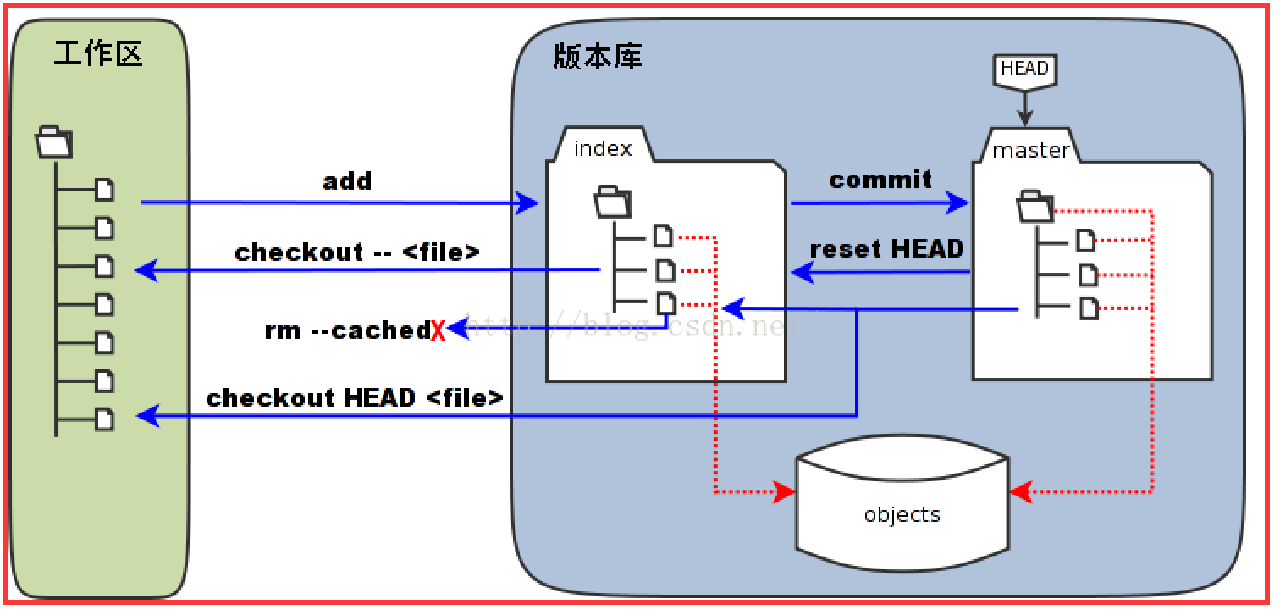 工作区
版本库
HEAD
index
master
add
commit
checkout -- <file>
reset HEAD
rm --cached
X
http://blog.csdn.net/
checkout HEAD <file>
objects